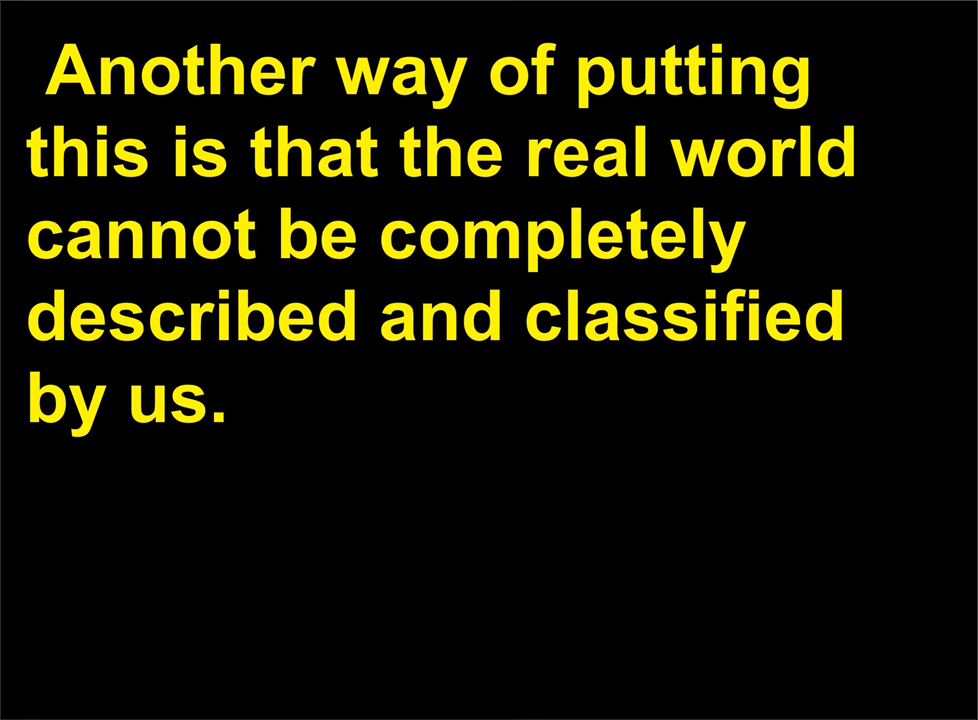 Another way of putting
this is that the real world
cannot be completely
described and classified
by us.